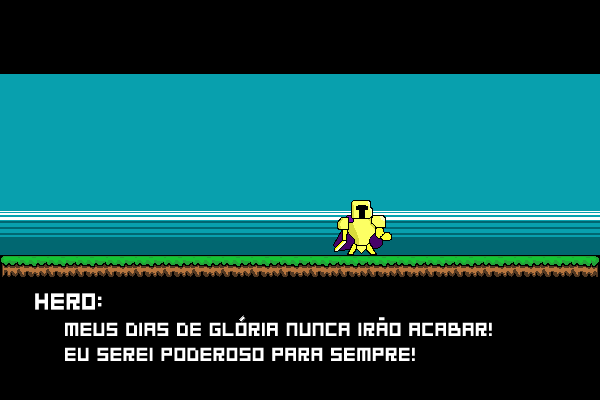 HERO:
MEUS DIAS DE GLÓRIA NUNCA IRÃO ACABAR!
EU SEREI PODEROSO PARA SEMPRE!